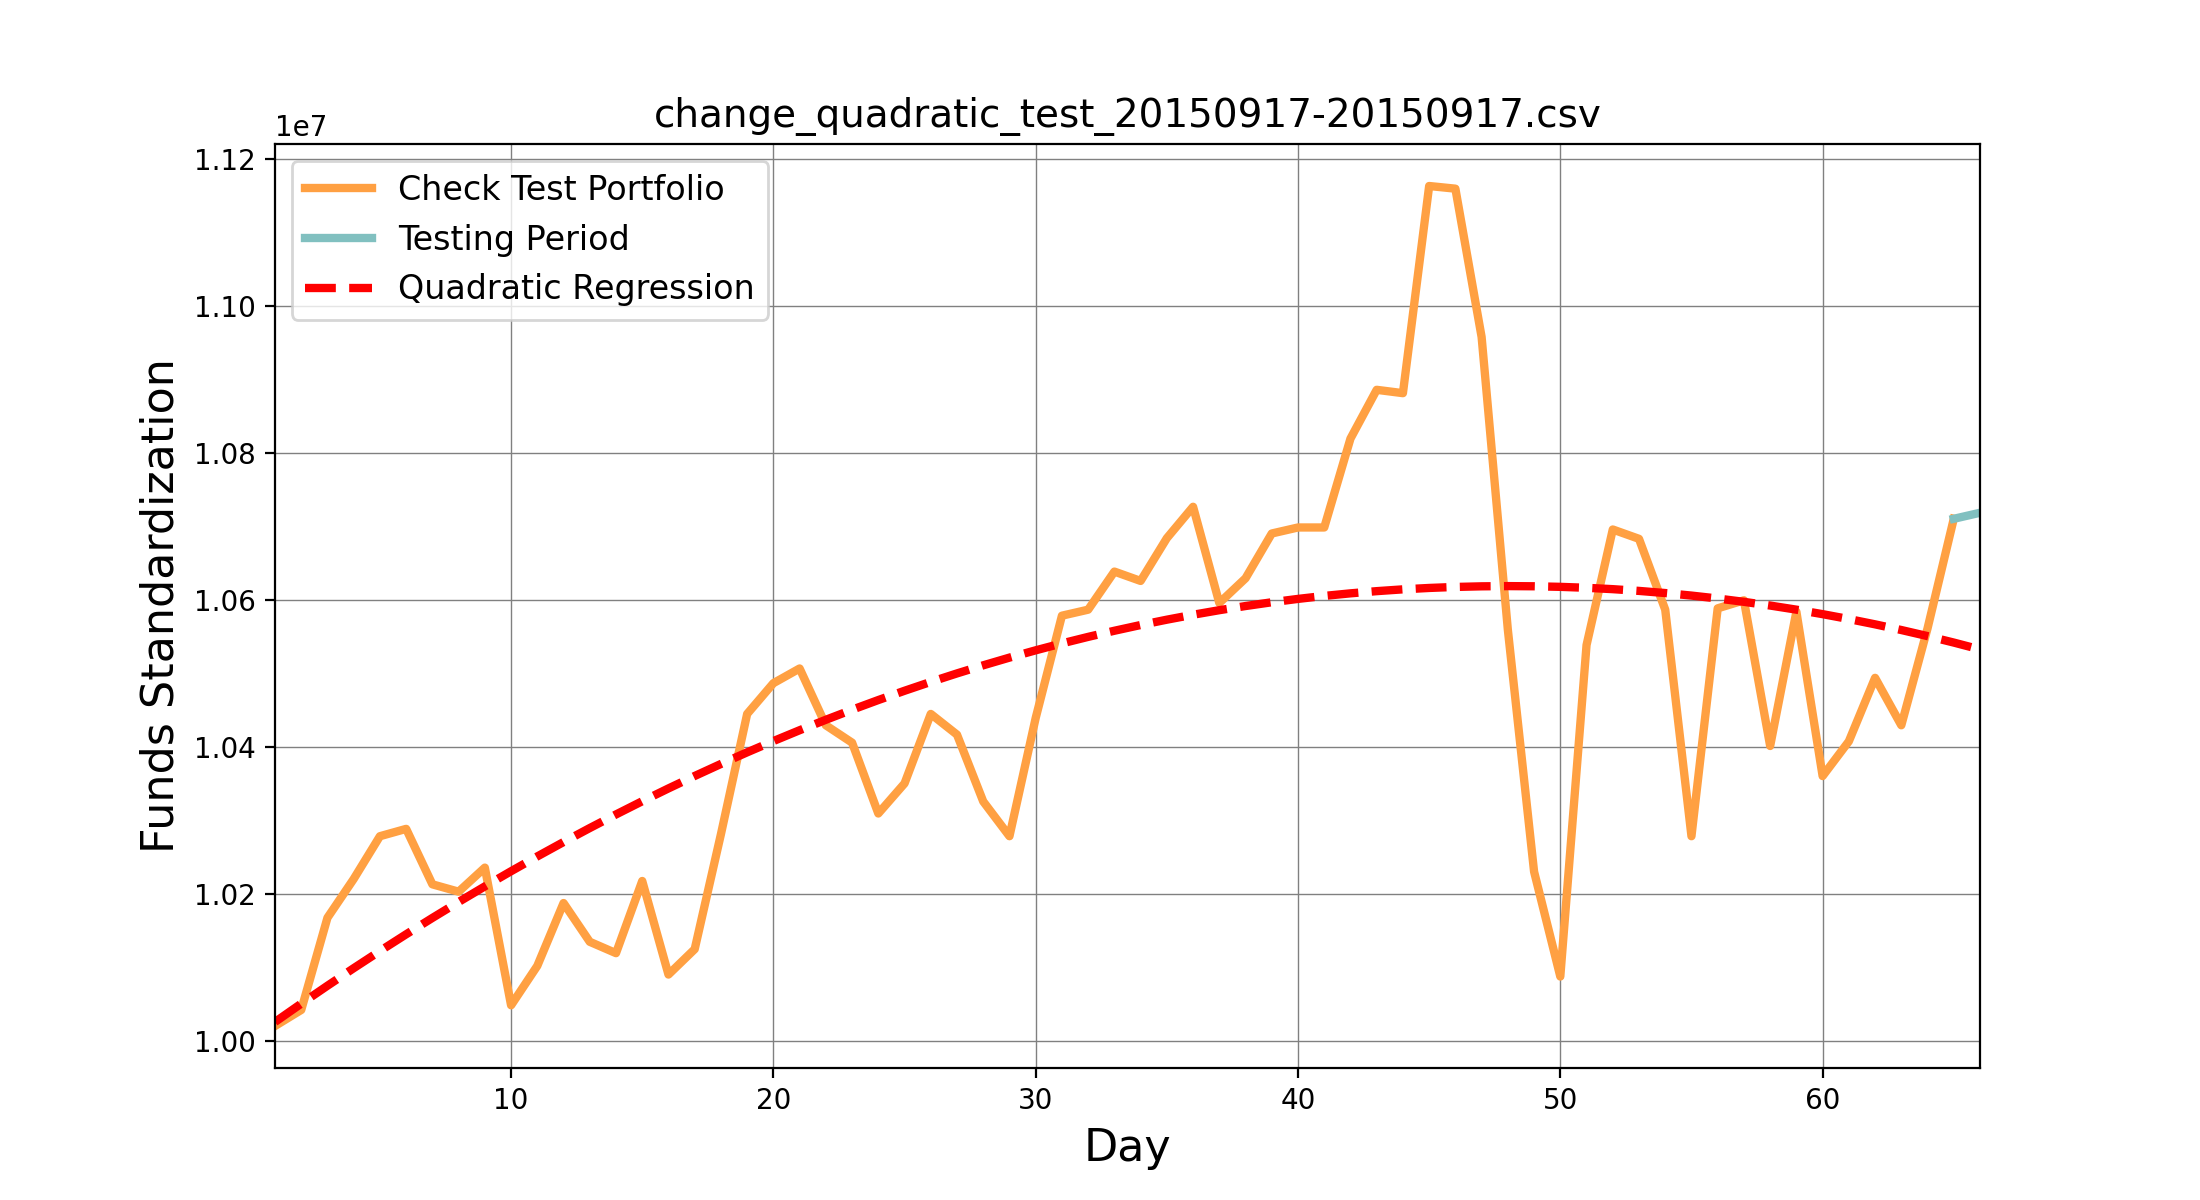 change_quadratic_test_20150917-20150917.csv
1e7
1.12
1.10
1.08
1.06
1.04
1.02
1.00
Funds Standardization
Check Test Portfolio
Testing Period
Quadratic Regression
10 20 30 40 50 60
Day